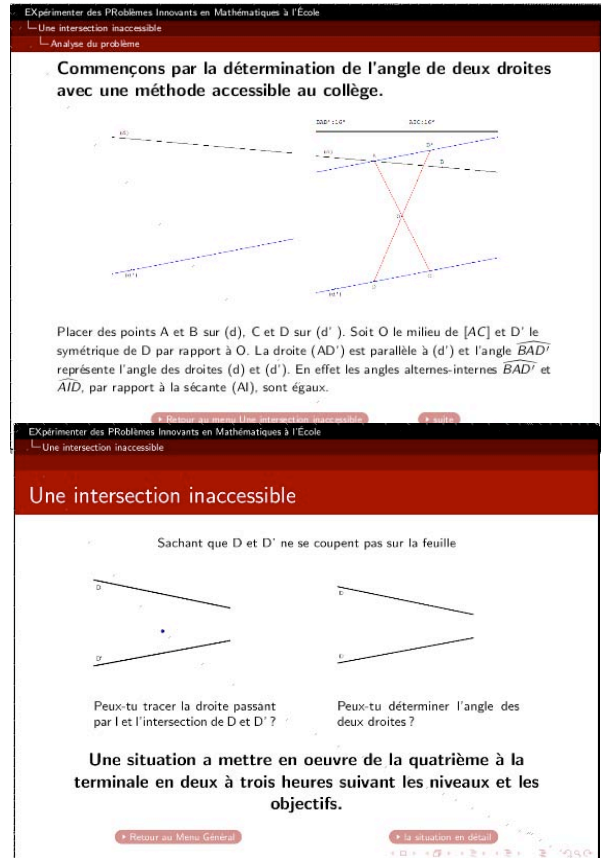 EXpérimenter des PRoblèmes Innovants en Mathématiques à l'École
Une intersection inaccessible
Analyse du problème
Commençons par la détermination de l'angle de deux droites
avec une méthode accessible au collège.
(d)
(d')
D'
B
(d')
Placer des points A et B sur (d), C et D sur (d' ). Soit O le milieu de [AC] et D' le
symétrique de D par rapport à O. La droite (AD') est parallèle à (d') et l'angle BAD'
représente l'angle des droites (d) et (d'). En effet les angles alternes-internes BAD' et
AID, par rapport à la sécante (AI), sont égaux.
Retour au menu Une intersection inaccessible
suite
EXpérimenter des PRoblèmes Innovants en Mathématiques à l'École
Une intersection inaccessible
Une intersection inaccessible
Sachant que D et D' ne se coupent pas sur la feuille
D
D
D'
D
Peux-tu tracer la droite passant
par I et l'intersection de D et D' ?
Peux-tu déterminer l'angle des
deux droites ?
Une situation a mettre en oeuvre de la quatrième à la
terminale en deux à trois heures suivant les niveaux et les
objectifs.
Retour au Menu Général
la situation en détail